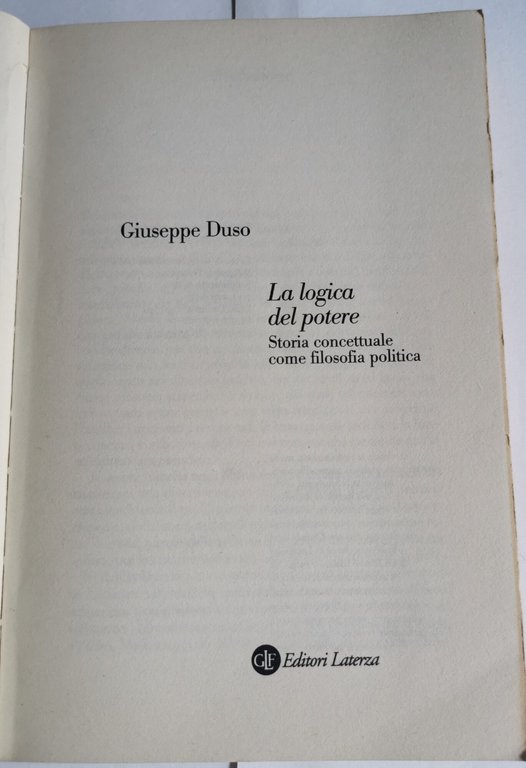 Giuseppe Duso
La logica
del potere
Storia concettuale
come filosofia politica
GLF Editori Laterza